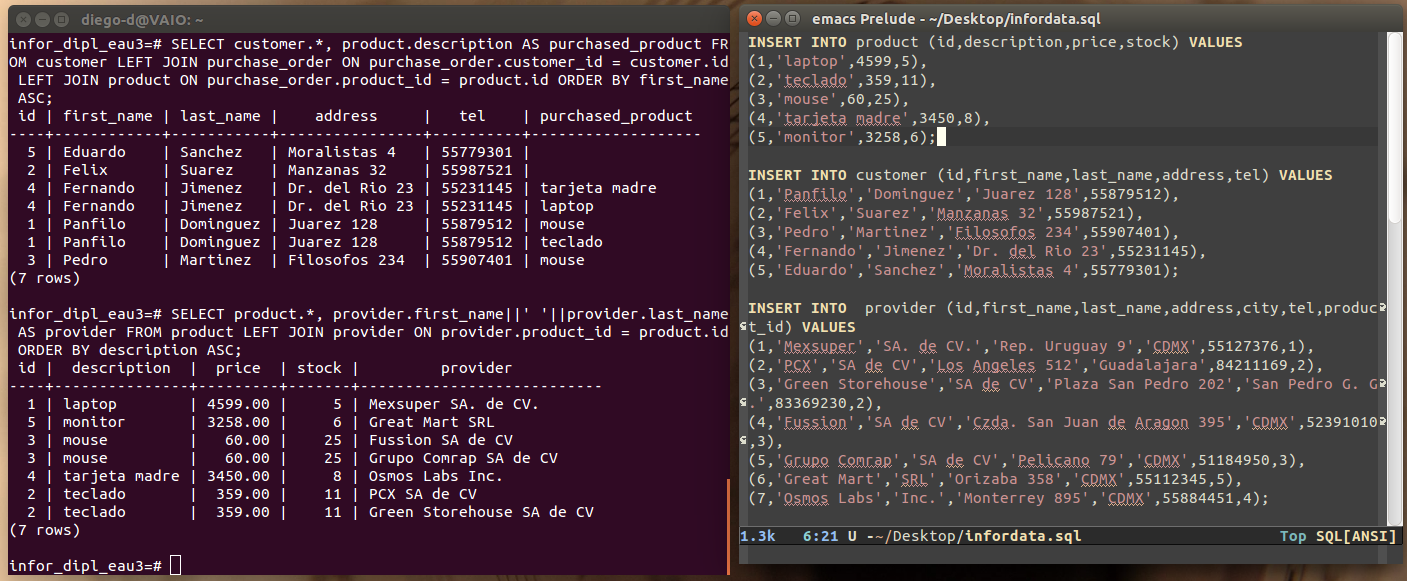 diego-d@VAIO: ~
infor_dipl_eau3=# SELECT customer.*, product.description AS purchased_product FR
OM customer LEFT JOIN purchase_order ON purchase_order.customer_id = customer.id
 LEFT JOIN product ON purchase_order.product_id = product.id ORDER BY first_name
 ASC;
 id | first_name | last_name |    address     |   tel    | purchased_product
----+------------+-----------+----------------+----------+-------------------
  5 | Eduardo    | Sanchez   | Moralistas 4   | 55779301 |
  2 | Felix      | Suarez    | Manzanas 32    | 55987521 |
  4 | Fernando   | Jimenez   | Dr. del Rio 23 | 55231145 | tarjeta madre
  4 | Fernando   | Jimenez   | Dr. del Rio 23 | 55231145 | laptop
  1 | Panfilo    | Dominguez | Juarez 128     | 55879512 | mouse
  1 | Panfilo    | Dominguez | Juarez 128     | 55879512 | teclado
  3 | Pedro      | Martinez  | Filosofos 234  | 55907401 | mouse
(7 rows)
infor_dipl_eau3=# SELECT product.*, provider.first_name||' '||provider.last_name
 AS provider FROM product LEFT JOIN provider ON provider.product_id = product.id
 ORDER BY description ASC;
 id |  description  |  price  | stock |         provider
----+---------------+---------+-------+--------------------------
  1 | laptop        | 4599.00 |     5 | Mexsuper SA. de CV.
  5 | monitor       | 3258.00 |     6 | Great Mart SRL
  3 | mouse         |   60.00 |    25 | Fussion SA de CV
  3 | mouse         |   60.00 |    25 | Grupo Comrap SA de CV
  4 | tarjeta madre | 3450.00 |     8 | Osmos Labs Inc.
  2 | teclado       |  359.00 |    11 | PCX SA de CV
  2 | teclado       |  359.00 |    11 | Green Storehouse SA de CV
(7 rows)
infor_dipl_eau3=#
emacs Prelude - ~/Desktop/infordata.sql
INSERT INTO product (id,description,price,stock) VALUES
(1,'laptop',4599,5),
(2,'teclado',359,11),
(3,'mouse',60,25),
(4,'tarjeta madre',3450,8),
(5,'monitor',3258,6);
INSERT INTO customer (id,first_name,last_name,address,tel) VALUES
(1,'Panfilo','Dominguez','Juarez 128',55879512),
(2,'Felix','Suarez','Manzanas 32',55987521),
(3,'Pedro','Martinez','Filosofos 234',55907401),
(4,'Fernando','Jimenez','Dr. del Rio 23',55231145),
(5,'Eduardo','Sanchez','Moralistas 4',55779301);
INSERT INTO  provider (id,first_name,last_name,address,city,tel,produc
t_id) VALUES
(1,'Mexsuper','SA. de CV.','Rep. Uruguay 9','CDMX',55127376,1),
(2,'PCX','SA de CV','Los Angeles 512','Guadalajara',84211169,2),
(3,'Green Storehouse','SA de CV','Plaza San Pedro 202','San Pedro G. G
.',83369230,2),
(4,'Fussion','SA de CV','Czda. San Juan de Aragon 395','CDMX',52391010
,3),
(5,'Grupo Comrap','SA de CV','Pelicano 79','CDMX',51184950,3),
(6,'Great Mart','SRL','Orizaba 358','CDMX',55112345,5),
(7,'Osmos Labs','Inc.','Monterrey 895','CDMX',55884451,4);
1.3k   6:21 U -~/Desktop/infordata.sql   Top SQL[ANSI]